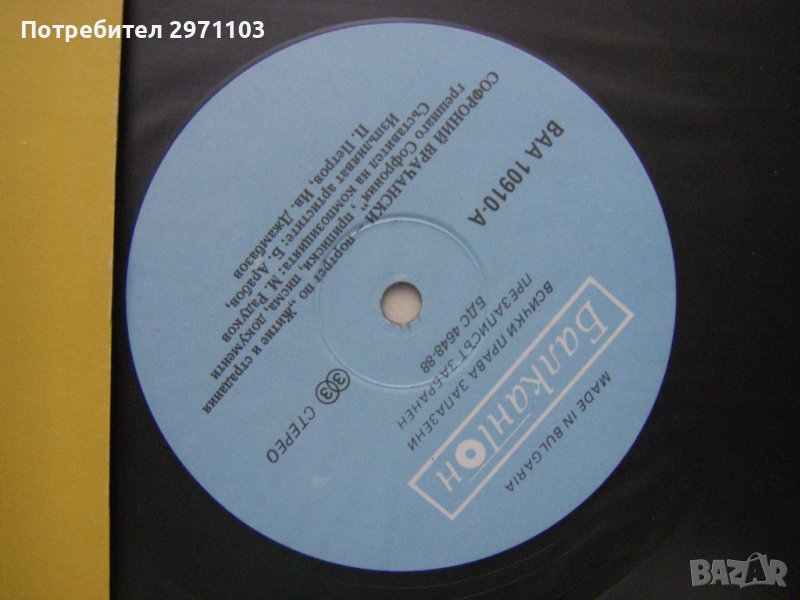 Потребител 2971103
MADE IN BULGARIA
Балкантон
ВСИЧКИ ПРАВА ЗАПАЗЕНИ
ПРЕЗАПИСЪТ ЗАБРАНЕН
БДС 4648-88
33 СТЕРЕО
ВАА 10910-А
СОФРОНИЙ ВРАЧАНСКИ, портрет по „Житие и страдания
грешнаго Софрония", приписки, писма, документи
Съставител на композицията: М. Радуков
Изпълняват артистите: Б. Арабов,
П. Петров, Ив. Джамбазов
BAZAR